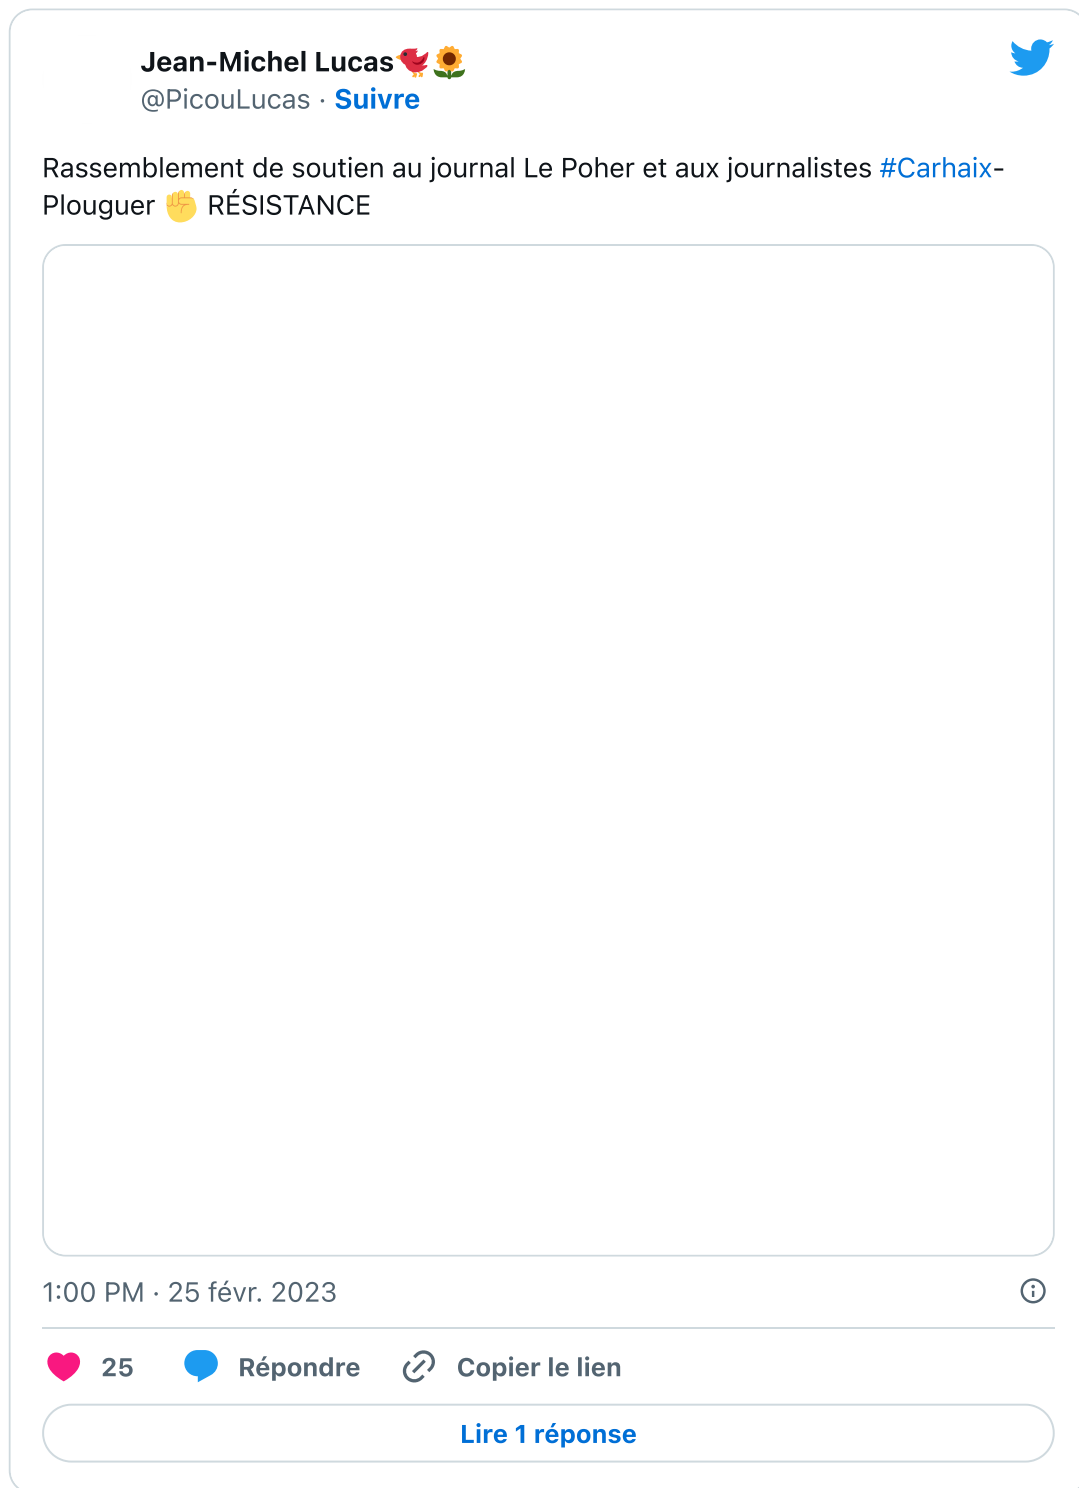 Jean-Michel Lucas🐦🌻
@PicouLucas · Suivre
Rassemblement de soutien au journal Le Poher et aux journalistes #Carhaix-
Plouguer ✊ RÉSISTANCE
1:00 PM · 25 févr. 2023
25 Répondre Copier le lien
Lire 1 réponse